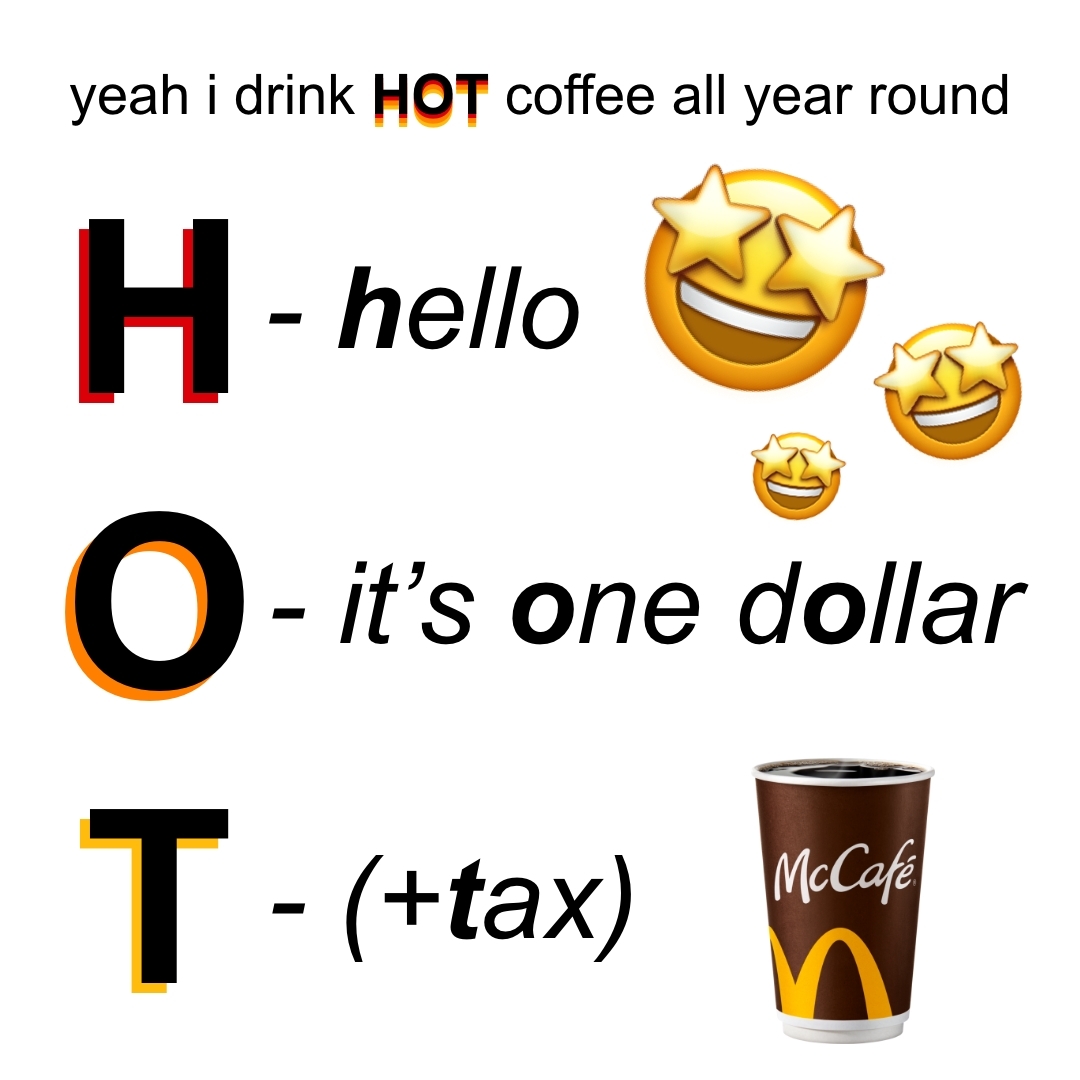 yeah i drink HOT coffee all year round
H - hello
O - it’s one dollar
T - (+tax)
McCafé